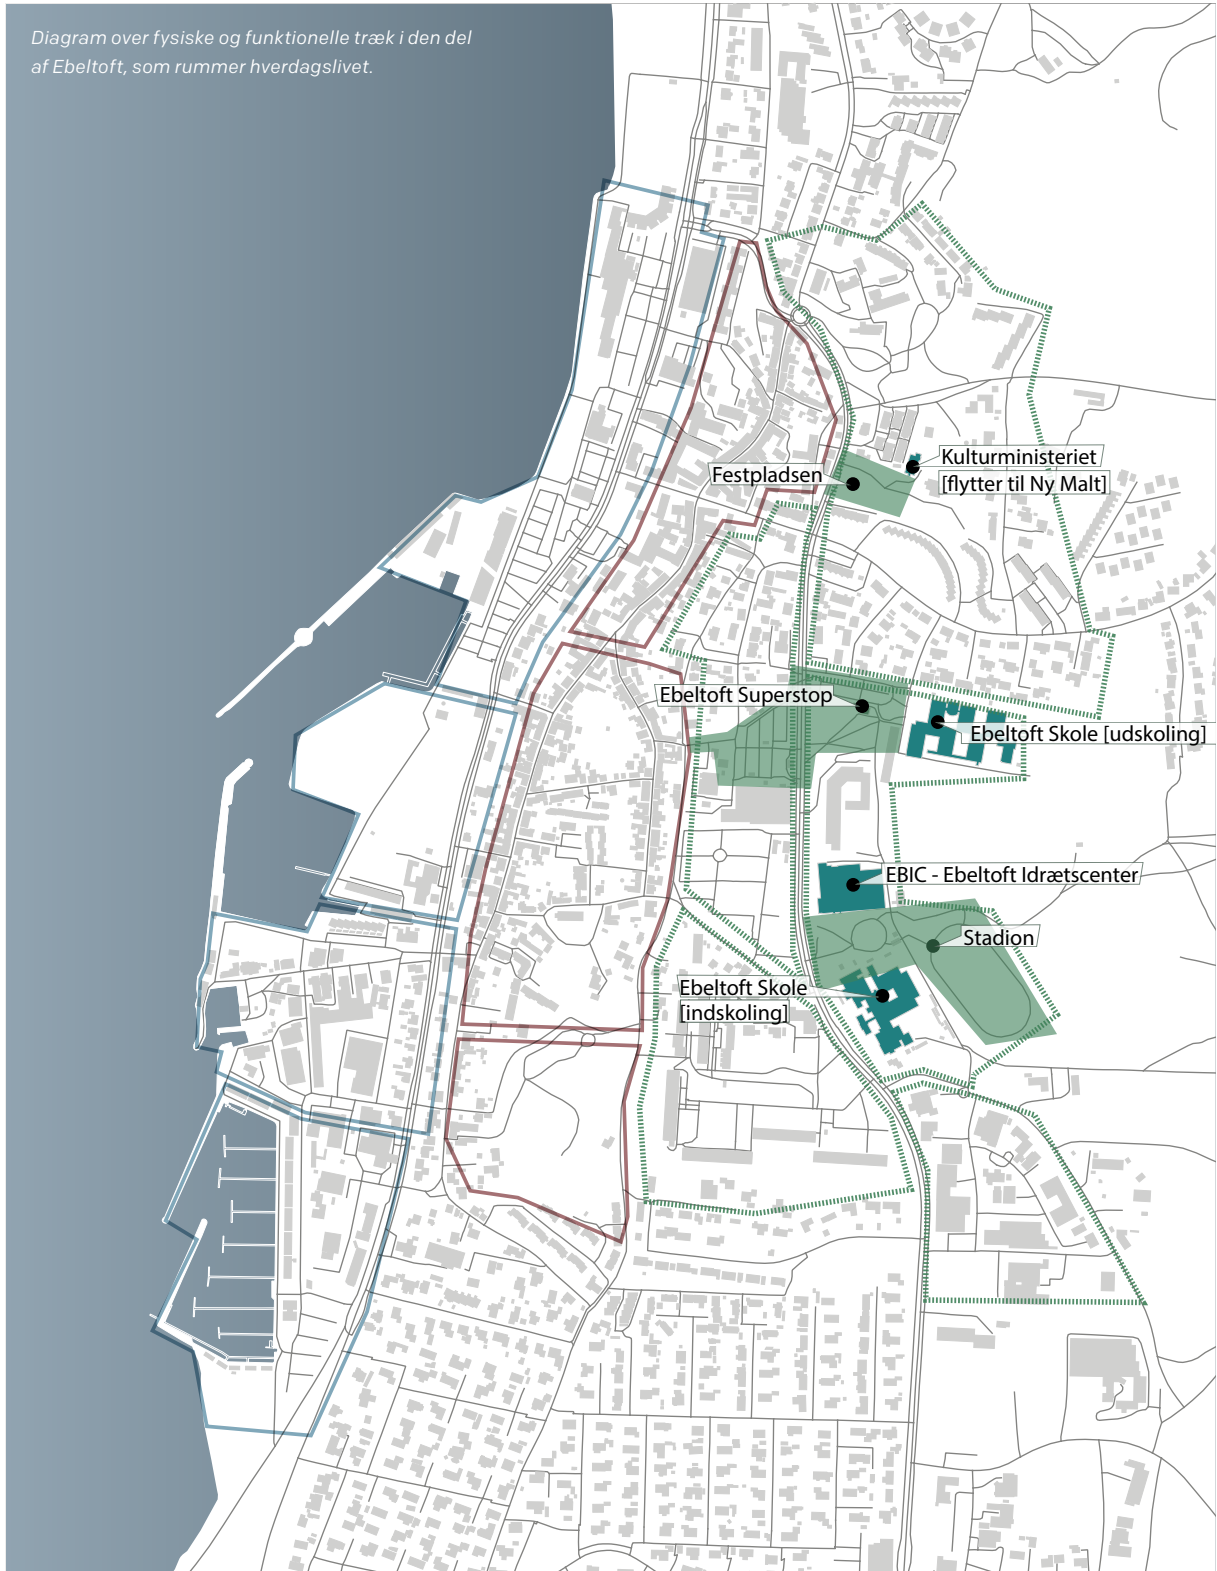 Diagram over fysiske og funktionelle træk i den del
af Ebeltoft, som rummer hverdagslivet.
Kulturministeriet
[flytter til Ny Malt]
Festpladsen
Ebeltoft Superstop
Ebeltoft Skole [udskoling]
EBIC - Ebeltoft Idrætscenter
Stadion
Ebeltoft Skole
[indskoling]